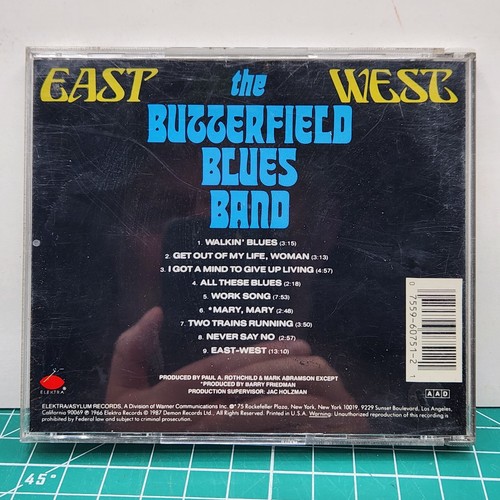 EAST the WEST
BUTTERFIELD
BLUES
BAND
1. WALKIN' BLUES (3:15)
2. GET OUT OF MY LIFE, WOMAN (3:13)
3. I GOT A MIND TO GIVE UP LIVING (4:57)
4. ALL THESE BLUES (2:18)
5. WORK SONG (7:53)
6. *MARY, MARY (2:48)
7. TWO TRAINS RUNNING (3:50)
8. NEVER SAY NO (2:57)
9. EAST-WEST (13:10)
0 7559-60751-2 1
PRODUCED BY PAUL A. ROTHCHILD & MARK ABRAMSON EXCEPT
*PRODUCED BY BARRY FRIEDMAN
PRODUCTION SUPERVISOR: JAC HOLZMAN
ELEKTRA
AAD
ELEKTRA/ASYLUM RECORDS, A Division of Warner Communications Inc. ℗* 75 Rockefeller Plaza, New York, New York 10019. 9229 Sunset Boulevard, Los Angeles,
California 90069 ℗ 1966 Elektra Records © 1987 Demon Records Ltd., All Rights Reserved. Printed in U.S.A. Warning: Unauthorized reproduction of this recording is
prohibited by Federal law and subject to criminal prosecution.
45°